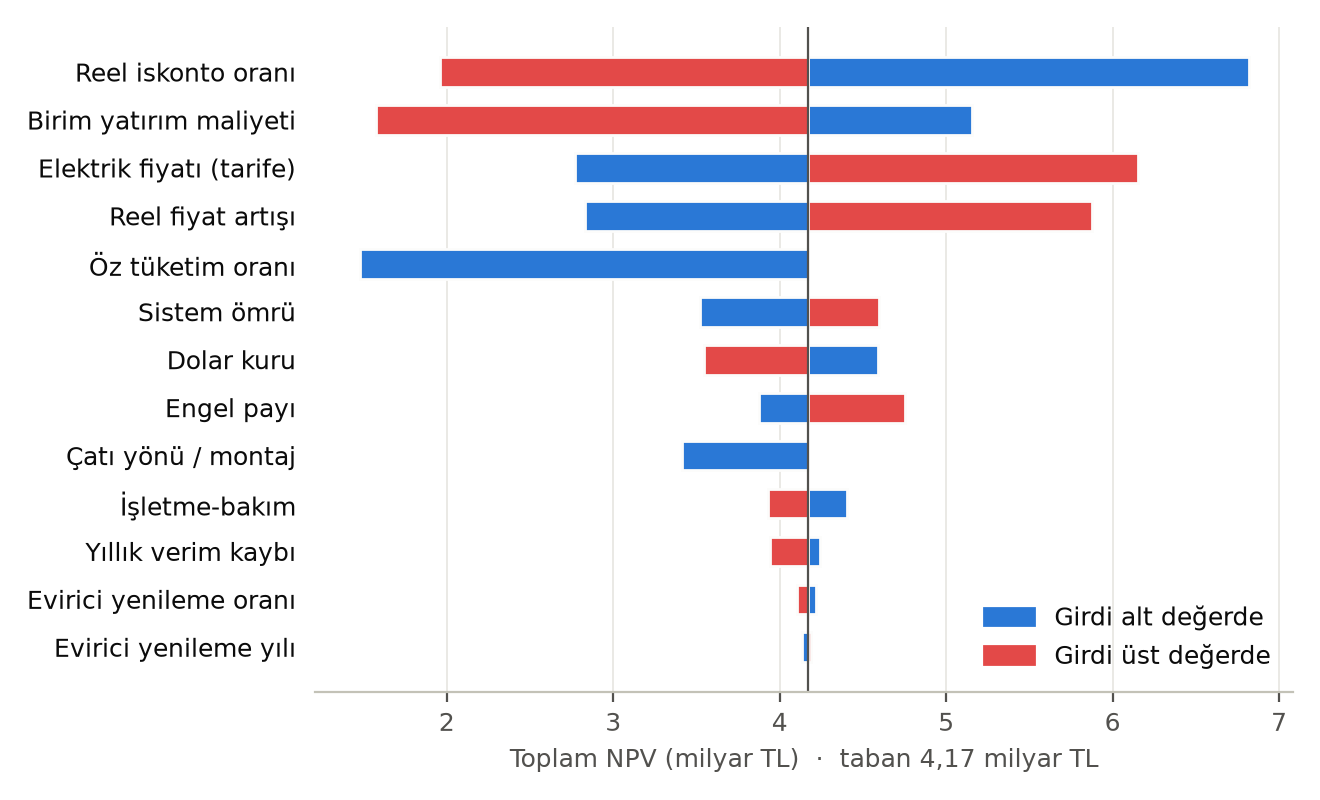 Reel iskonto oranı
Birim yatırım maliyeti
Elektrik fiyatı (tarife)
Reel fiyat artışı
Öz tüketim oranı
Sistem ömrü
Dolar kuru
Engel payı
Çatı yönü / montaj
İşletme-bakım
Yıllık verim kaybı
Evirici yenileme oranı
Evirici yenileme yılı
Girdi alt değerde
Girdi üst değerde
2 3 4 5 6 7
Toplam NPV (milyar TL) · taban 4,17 milyar TL